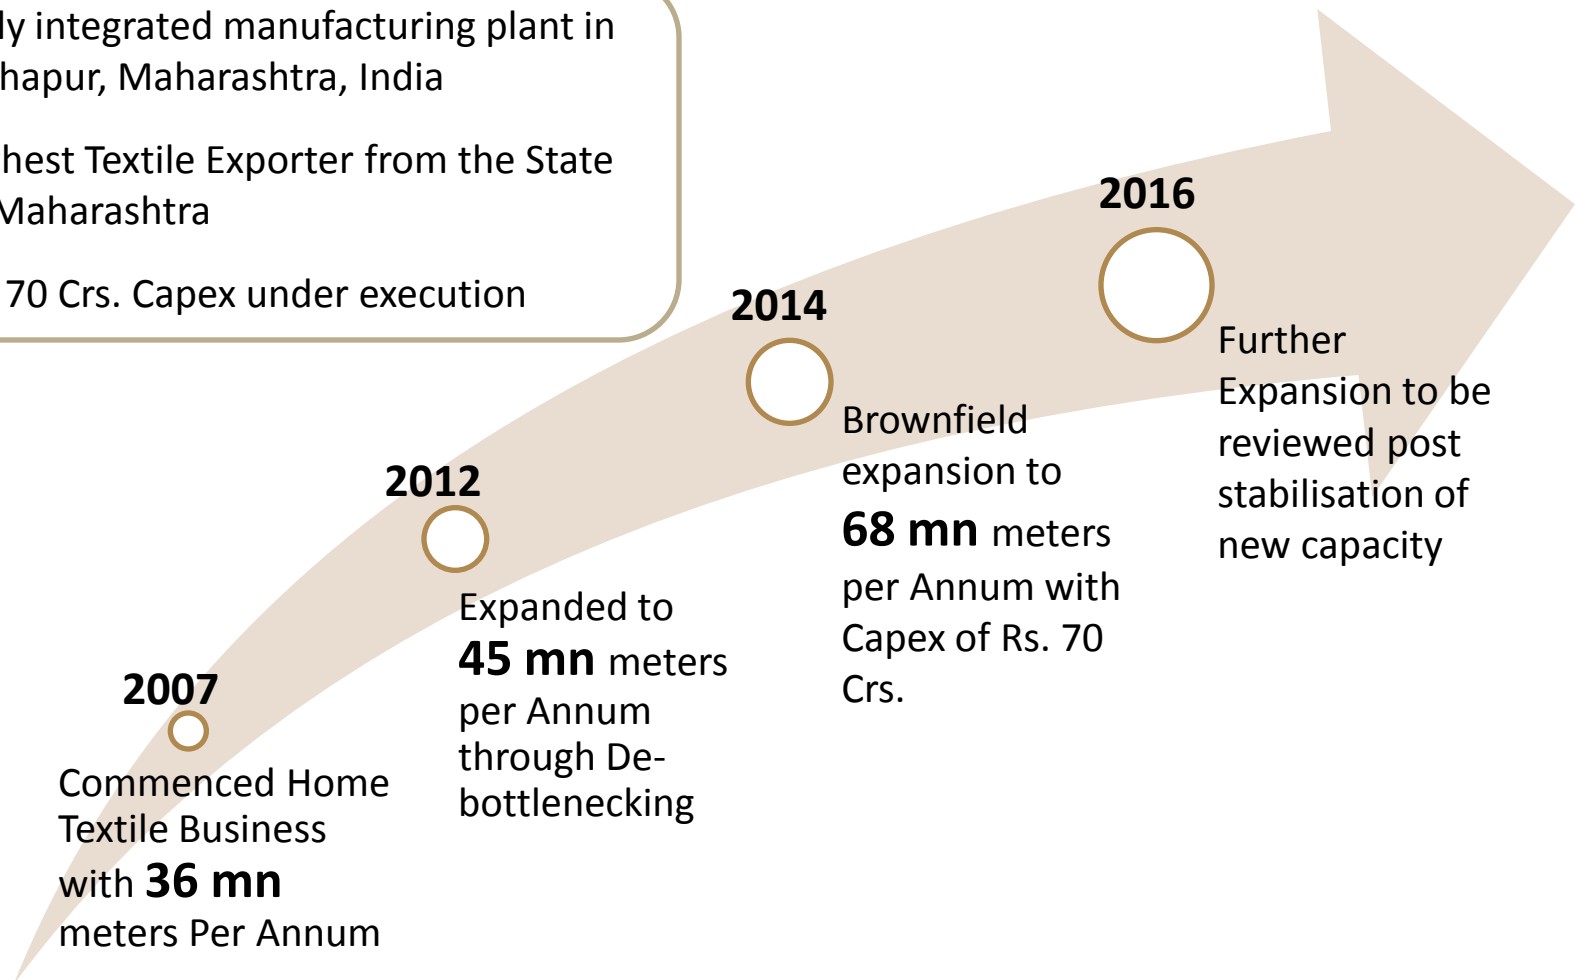 ly integrated manufacturing plant in
hapur, Maharashtra, India
hest Textile Exporter from the State
Maharashtra
70 Crs. Capex under execution
2007
Commenced Home
Textile Business
with 36 mn
meters Per Annum
2012
Expanded to
45 mn meters
per Annum
through De-
bottlenecking
2014
Brownfield
expansion to
68 mn meters
per Annum with
Capex of Rs. 70
Crs.
2016
Further
Expansion to be
reviewed post
stabilisation of
new capacity